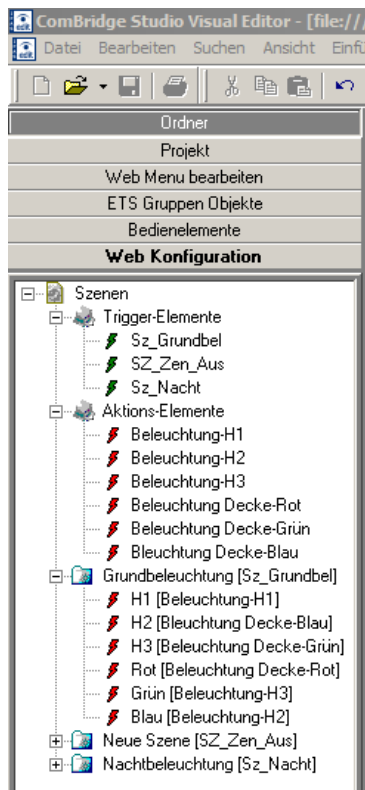 ComBridge Studio Visual Editor - [file:///
Datei Bearbeiten Suchen Ansicht Einfü
Ordner
Projekt
Web Menu bearbeiten
ETS Gruppen Objekte
Bedienelemente
Web Konfiguration
Szenen
Trigger-Elemente
Sz_Grundbel
SZ_Zen_Aus
Sz_Nacht
Aktions-Elemente
Beleuchtung-H1
Beleuchtung-H2
Beleuchtung-H3
Beleuchtung Decke-Rot
Beleuchtung Decke-Grün
Bleuchtung Decke-Blau
Grundbeleuchtung [Sz_Grundbel]
H1 [Beleuchtung-H1]
H2 [Bleuchtung Decke-Blau]
H3 [Beleuchtung Decke-Grün]
Rot [Beleuchtung Decke-Rot]
Grün [Beleuchtung-H3]
Blau [Beleuchtung-H2]
Neue Szene [SZ_Zen_Aus]
Nachtbeleuchtung [Sz_Nacht]